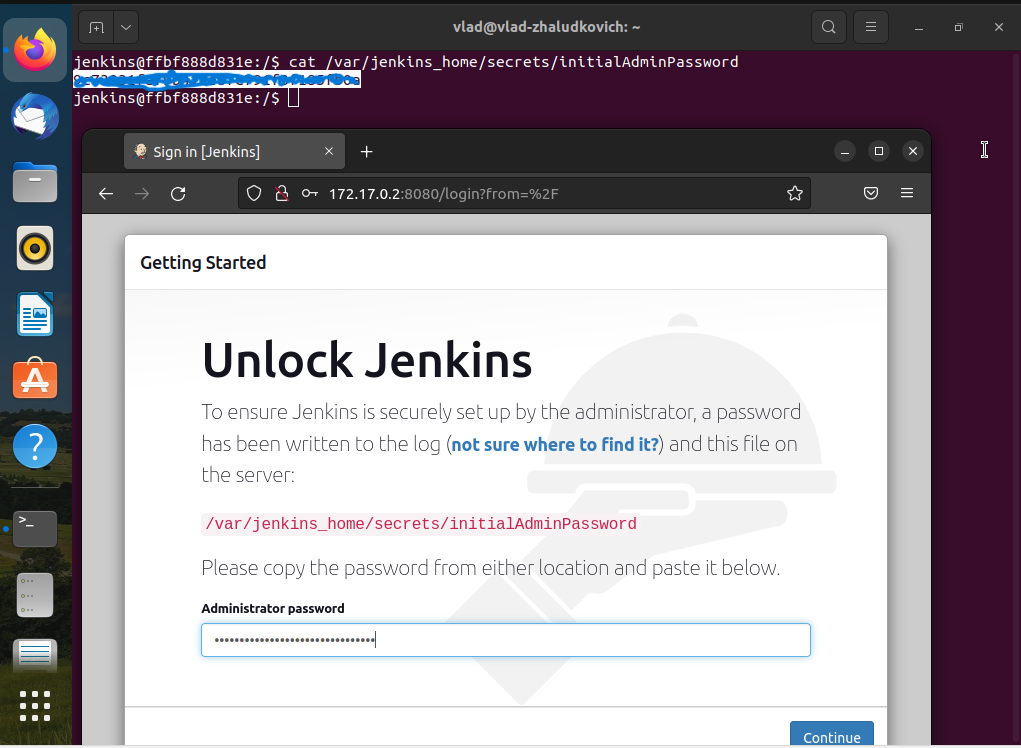 vlad@vlad-zhaludkovich: ~
jenkins@ffbf888d831e:/$ cat /var/jenkins_home/secrets/initialAdminPassword
jenkins@ffbf888d831e:/$
Sign in [Jenkins]
172.17.0.2:8080/login?from=%2F
Getting Started
Unlock Jenkins
To ensure Jenkins is securely set up by the administrator, a password
has been written to the log (not sure where to find it?) and this file on
the server:
/var/jenkins_home/secrets/initialAdminPassword
Please copy the password from either location and paste it below.
Administrator password
Continue